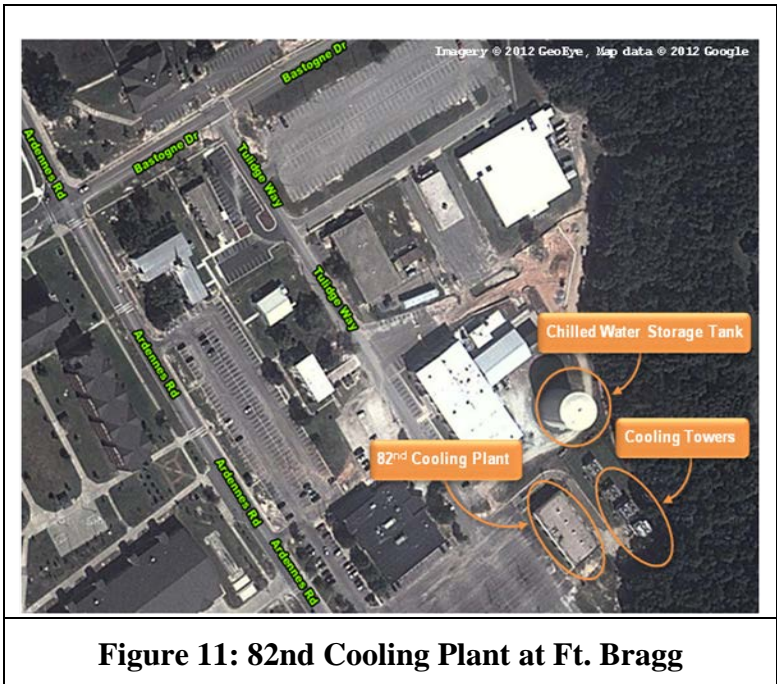 Imagery © 2012 GeoEye, Map data © 2012 Google
Bastogne Dr
Bastogne Dr
Ardennes Rd
Tulidge Way
Tulidge Way
Chilled Water Storage Tank
Ardennes Rd
Cooling Towers
82nd Cooling Plant
Ardennes Rd
Ardennes Rd
Figure 11: 82nd Cooling Plant at Ft. Bragg